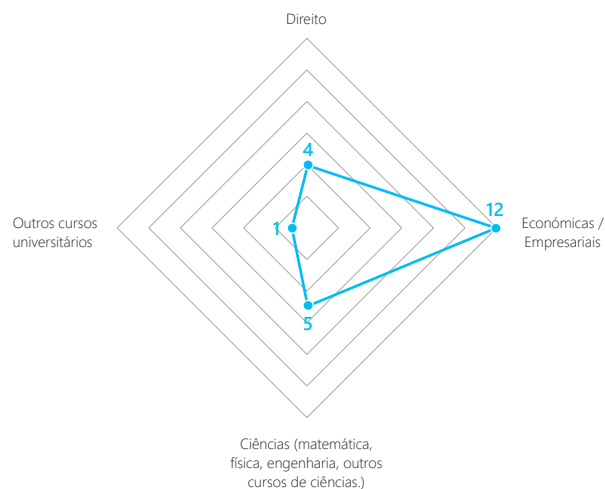 Direito
4
12
Outros cursos
universitários
1
Económicas /
Empresariais
5
Ciências (matemática,
física, engenharia, outros
cursos de ciências.)